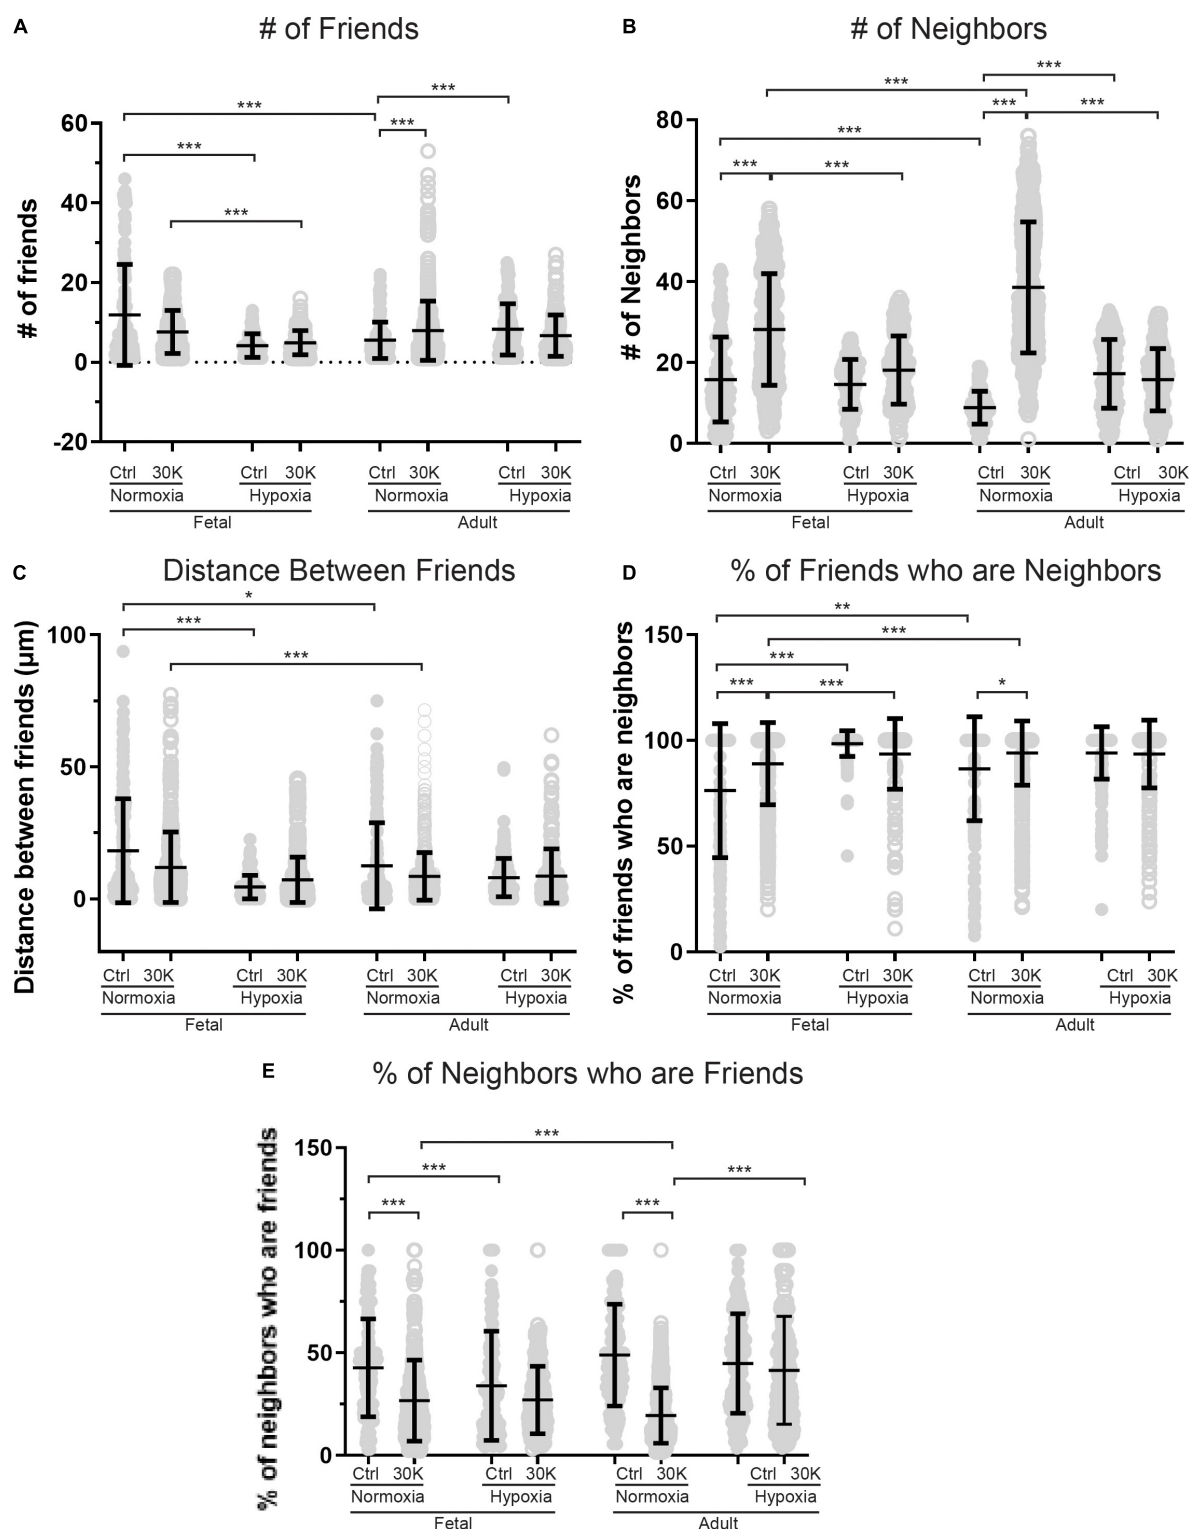 A
# of Friends
***
***
***
***
***
# of friends
60
40
20
0
-20
Ctrl 30K Ctrl 30K Ctrl 30K Ctrl 30K
Normoxia Hypoxia Normoxia Hypoxia
Fetal Adult
B
# of Neighbors
***
***
***
***
***
***
***
# of Neighbors
80
60
40
20
0
Ctrl 30K Ctrl 30K Ctrl 30K Ctrl 30K
Normoxia Hypoxia Normoxia Hypoxia
Fetal Adult
C
Distance Between Friends
*
***
***
Distance between friends (µm)
100
50
0
Ctrl 30K Ctrl 30K Ctrl 30K Ctrl 30K
Normoxia Hypoxia Normoxia Hypoxia
Fetal Adult
D
% of Friends who are Neighbors
**
***
***
***
***
*
% of friends who are neighbors
150
100
50
0
Ctrl 30K Ctrl 30K Ctrl 30K Ctrl 30K
Normoxia Hypoxia Normoxia Hypoxia
Fetal Adult
E
% of Neighbors who are Friends
***
***
***
***
***
% of neighbors who are friends
150
100
50
0
Ctrl 30K Ctrl 30K Ctrl 30K Ctrl 30K
Normoxia Hypoxia Normoxia Hypoxia
Fetal Adult